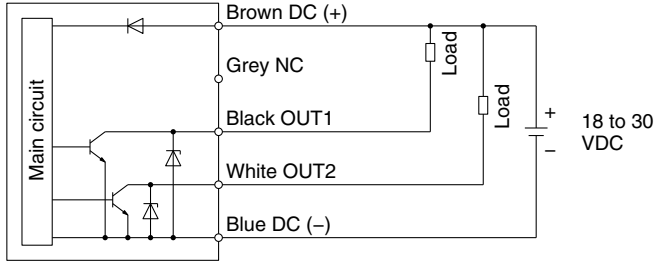 Brown DC (+)
Grey NC
Black OUT1
White OUT2
Blue DC (−)
Main circuit
Load
Load
+
−
18 to 30
VDC